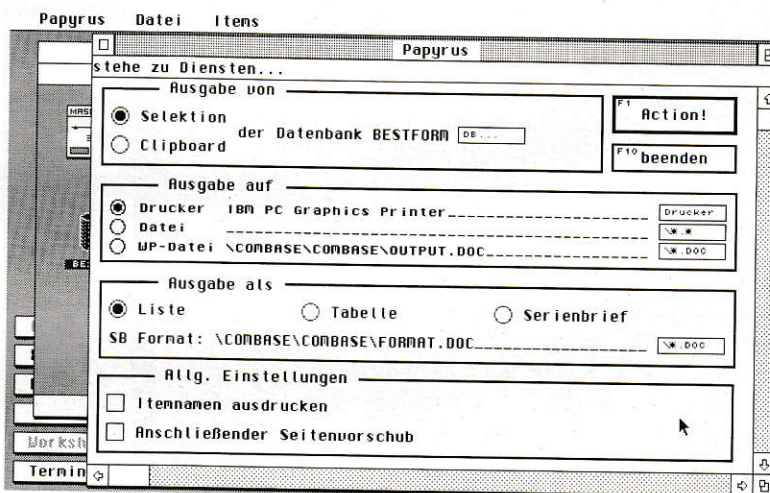 Papyrus Datei Items
Papyrus
stehe zu Diensten...
Ausgabe von
Selektion
Clipboard
der Datenbank BESTFORM DB...
F1 Action!
F10 beenden
Ausgabe auf
Drucker IBM PC Graphics Printer Drucker
Datei \*.*
WP-Datei \COMBASE\COMBASE\OUTPUT.DOC \*.DOC
Ausgabe als
Liste Tabelle Serienbrief
SB Format: \COMBASE\COMBASE\FORMAT.DOC \*.DOC
Allg. Einstellungen
Itemnamen ausdrucken
Anschließender Seitenvorschub
Worksh
Termin
MASK
BES